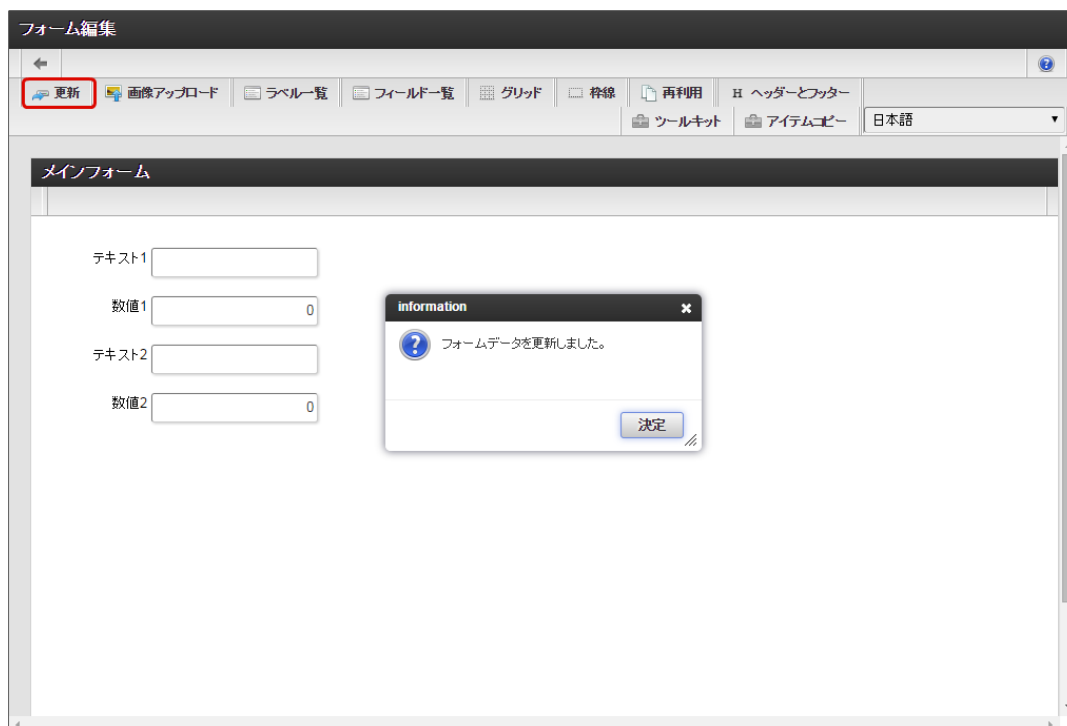 フォーム編集
更新 画像アップロード ラベル一覧 フィールド一覧 グリッド 枠線 再利用 H ヘッダーとフッター
ツールキット アイテムコピー 日本語
メインフォーム
テキスト1
数値1 0
information
フォームデータを更新しました。
テキスト2
数値2 0
決定